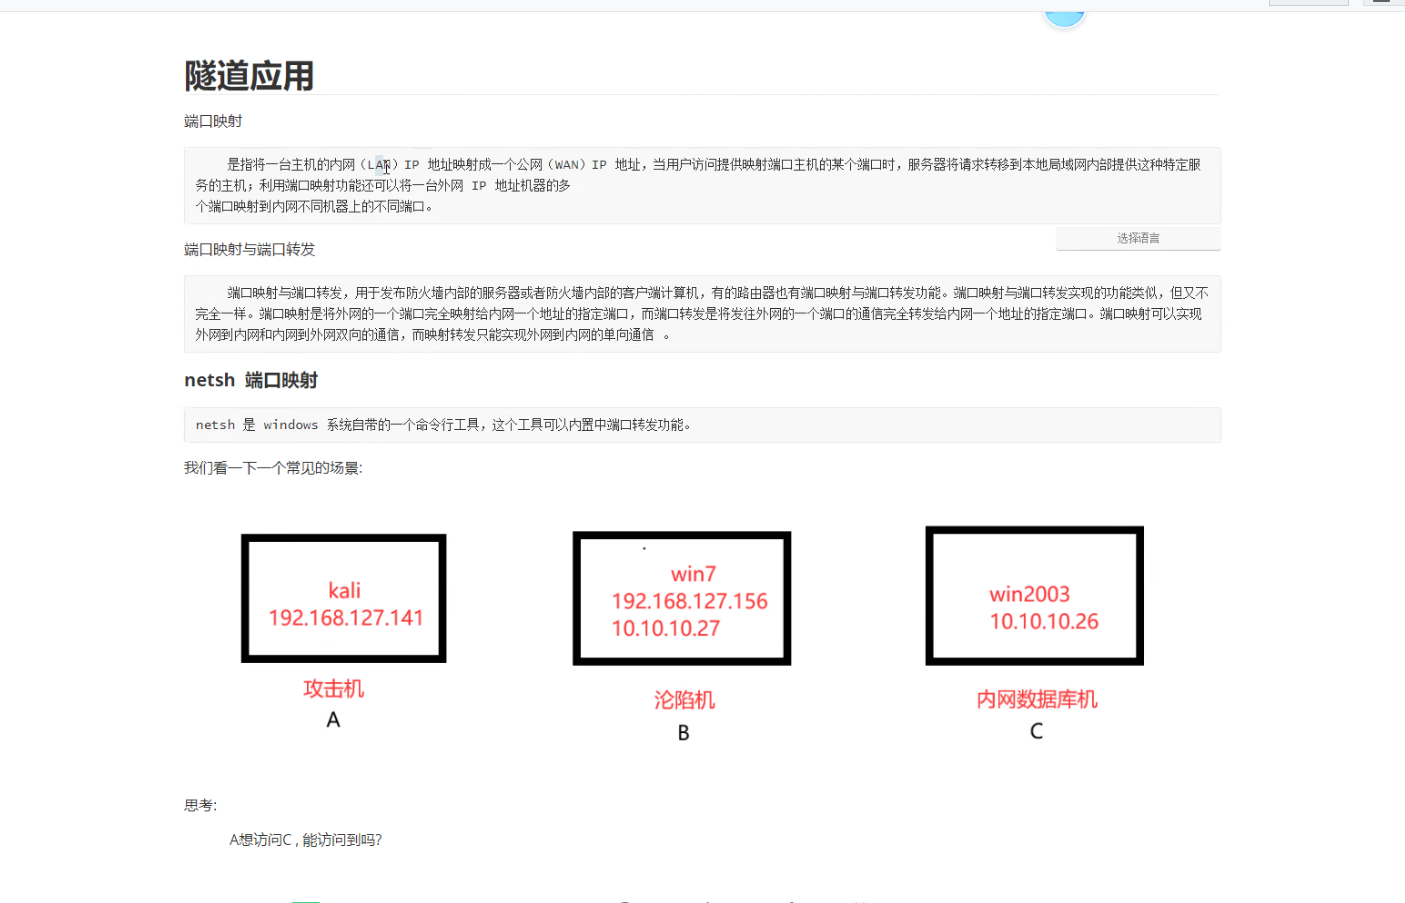 隧道应用
端口映射
是指将一台主机的内网（LAN）IP 地址映射成一个公网（WAN）IP 地址，当用户访问提供映射端口主机的某个端口时，服务器将请求转移到本地局域网内部提供这种特定服
务的主机；利用端口映射功能还可以将一台外网 IP 地址机器的多
个端口映射到内网不同机器上的不同端口。
选择语言
端口映射与端口转发
端口映射与端口转发，用于发布防火墙内部的服务器或者防火墙内部的客户端计算机，有的路由器也有端口映射与端口转发功能。端口映射与端口转发实现的功能类似，但又不
完全一样。端口映射是将外网的一个端口完全映射给内网一个地址的指定端口，而端口转发是将发往外网的一个端口的通信完全转发给内网一个地址的指定端口。端口映射可以实现
外网到内网和内网到外网双向的通信，而映射转发只能实现外网到内网的单向通信 。
netsh 端口映射
netsh 是 windows 系统自带的一个命令行工具，这个工具可以内置中端口转发功能。
我们看一下一个常见的场景:
kali
192.168.127.141
攻击机
A
win7
192.168.127.156
10.10.10.27
沦陷机
B
win2003
10.10.10.26
内网数据库机
C
思考:
A想访问C , 能访问到吗?